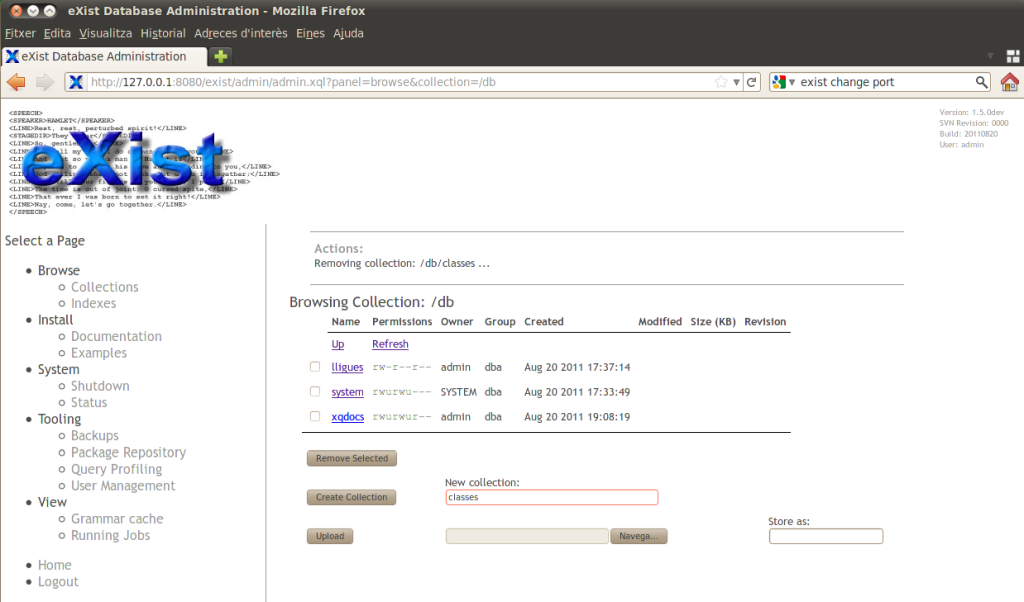 eXist Database Administration - Mozilla Firefox
Fitxer Edita Visualitza Historial Adreces d'interès Eines Ajuda
eXist Database Administration
http://127.0.0.1:8080/exist/admin/admin.xql?panel=browse&collection=/db
exist change port
Version: 1.5.0dev
SVN Revision: 0000
Build: 20110820
User: admin
<SPEECH>
<SPEAKER>HAMLET</SPEAKER>
<LINE>Rest, rest, perturbed spirit!</LINE>
<STAGEDIR>They
<LINE>So, gentle
eXist
<LINE>The time is out of joint: O cursed spite,</LINE>
<LINE>That ever I was born to set it right!</LINE>
<LINE>Nay, come, let's go together.</LINE>
</SPEECH>
Select a Page
Browse
Collections
Indexes
Install
Documentation
Examples
System
Shutdown
Status
Tooling
Backups
Package Repository
Query Profiling
User Management
View
Grammar cache
Running Jobs
Home
Logout
Actions:
Removing collection: /db/classes ...
Browsing Collection: /db
Name Permissions Owner Group Created Modified Size (KB) Revision
Up Refresh
lligues rw-r--r-- admin dba Aug 20 2011 17:37:14
system rwurwu--- SYSTEM dba Aug 20 2011 17:33:49
xqdocs rwurwur-- admin dba Aug 20 2011 19:08:19
Remove Selected
New collection:
Create Collection classes
Store as:
Upload Navega...